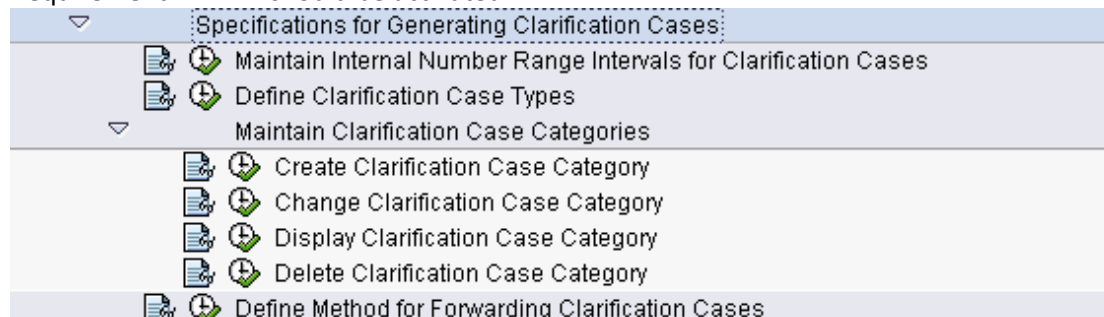 Specifications for Generating Clarification Cases
Maintain Internal Number Range Intervals for Clarification Cases
Define Clarification Case Types
Maintain Clarification Case Categories
Create Clarification Case Category
Change Clarification Case Category
Display Clarification Case Category
Delete Clarification Case Category
Define Method for Forwarding Clarification Cases